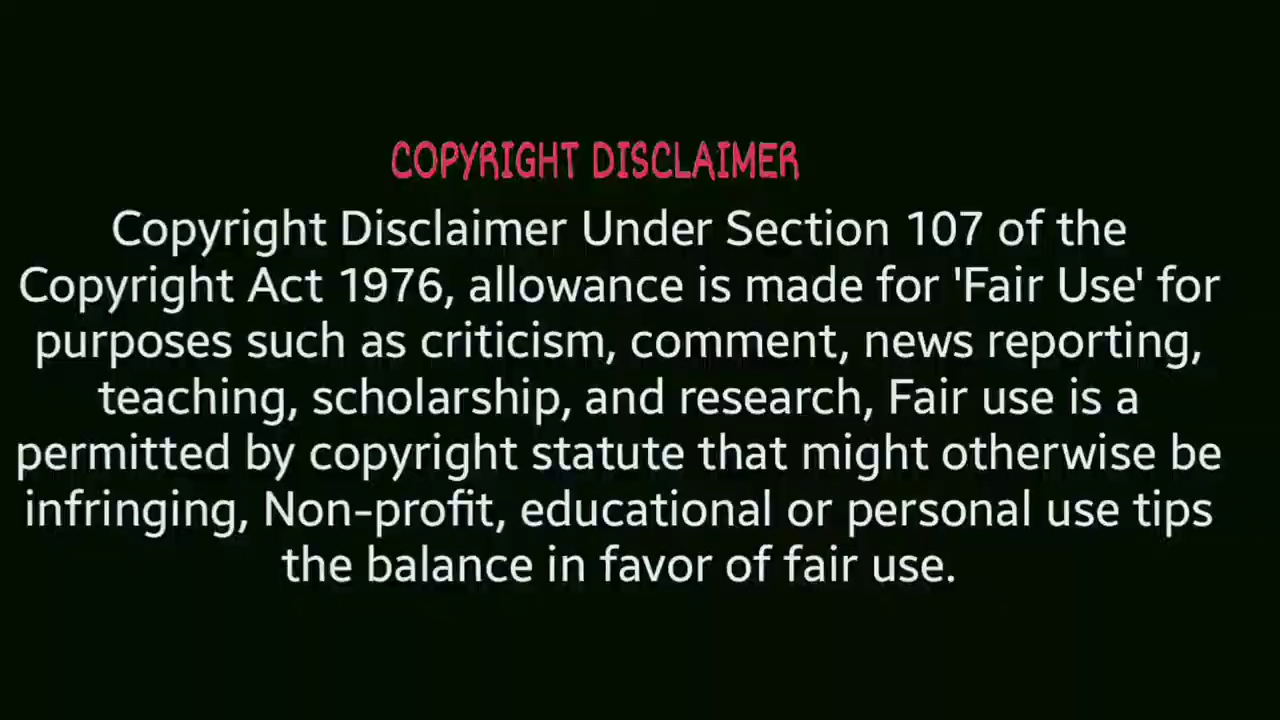 COPYRIGHT DISCLAIMER
Copyright Disclaimer Under Section 107 of the
Copyright Act 1976, allowance is made for 'Fair Use' for
purposes such as criticism, comment, news reporting,
teaching, scholarship, and research, Fair use is a
permitted by copyright statute that might otherwise be
infringing, Non-profit, educational or personal use tips
the balance in favor of fair use.